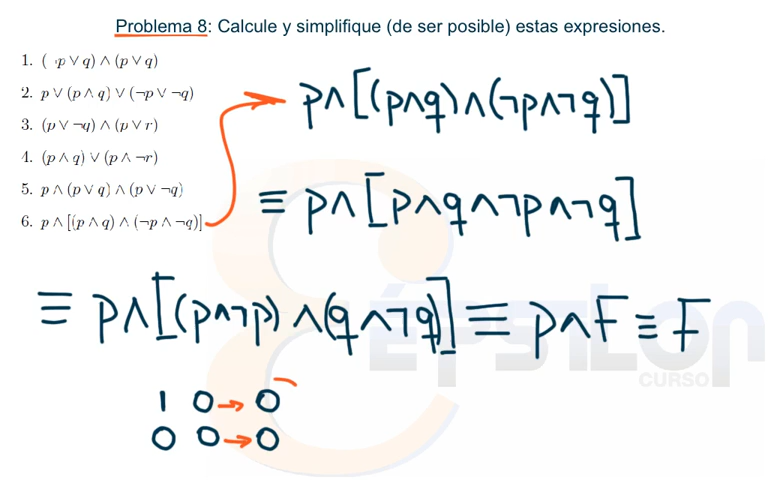 Problema 8: Calcule y simplifique (de ser posible) estas expresiones.
1. ( p ∨ q) ∧ (p ∨ q)
2. p ∨ (p ∧ q) ∨ (¬p ∨ ¬q)
3. (p ∨ ¬q) ∧ (p ∨ r)
4. (p ∧ q) ∨ (p ∧ ¬r)
5. p ∧ (p ∨ q) ∧ (p ∨ ¬q)
6. p ∧ [(p ∧ q) ∧ (¬p ∧ ¬q)]
p∧[(p∧q)∧(¬p∧¬q)]
≡ p∧[p∧q∧¬p∧¬q]
≡ p∧[(p∧¬p)∧(q∧¬q)] ≡ p∧F ≡ F
ÉPSILON
CURSO
1 0 → 0
0 0 → 0